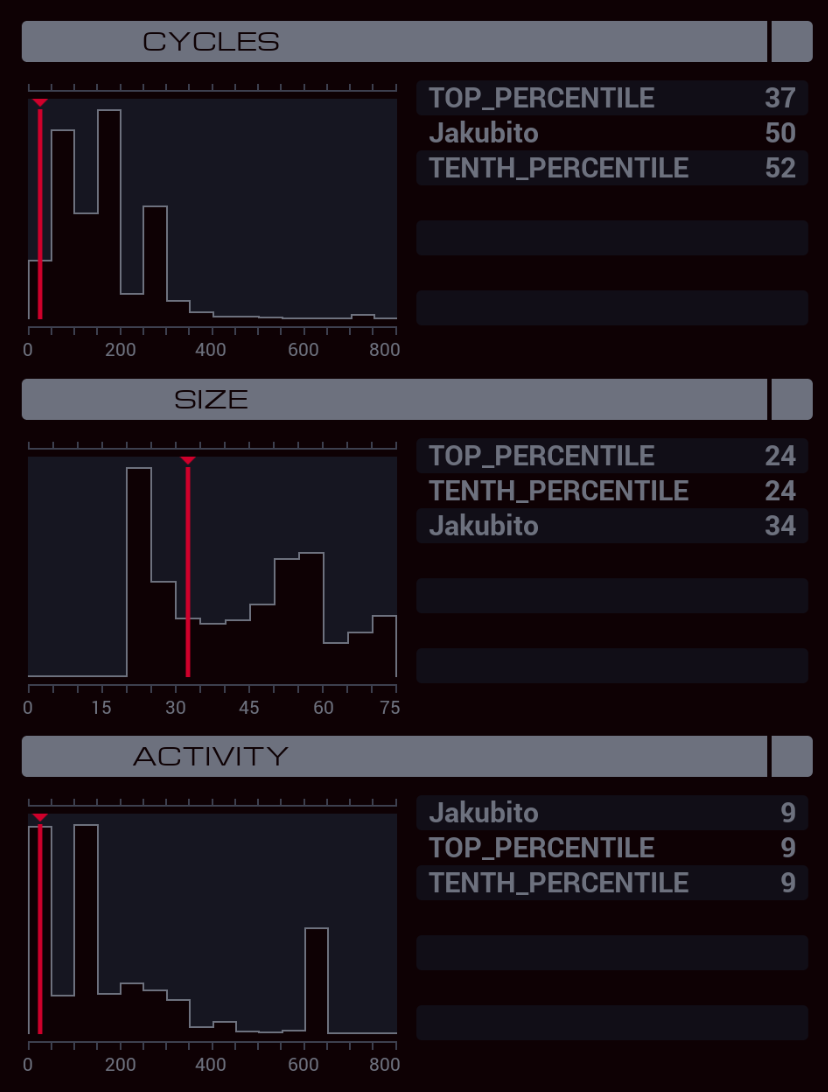 CYCLES
TOP_PERCENTILE 37
Jakubito 50
TENTH_PERCENTILE 52
0 200 400 600 800
SIZE
TOP_PERCENTILE 24
TENTH_PERCENTILE 24
Jakubito 34
0 15 30 45 60 75
ACTIVITY
Jakubito 9
TOP_PERCENTILE 9
TENTH_PERCENTILE 9
0 200 400 600 800